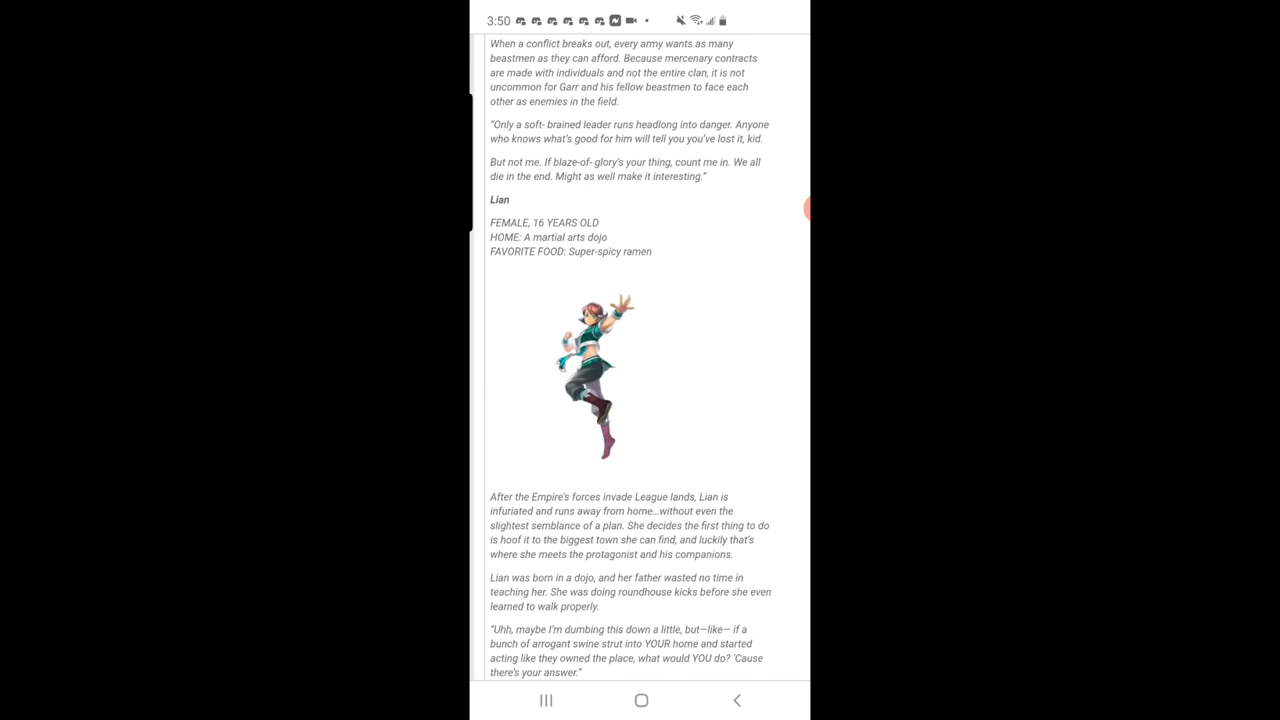 3:50
When a conflict breaks out, every army wants as many
beastmen as they can afford. Because mercenary contracts
are made with individuals and not the entire clan, it is not
uncommon for Garr and his fellow beastmen to face each
other as enemies in the field.
“Only a soft- brained leader runs headlong into danger. Anyone
who knows what’s good for him will tell you you’ve lost it, kid.
But not me. If blaze-of- glory’s your thing, count me in. We all
die in the end. Might as well make it interesting.”
Lian
FEMALE, 16 YEARS OLD
HOME: A martial arts dojo
FAVORITE FOOD: Super-spicy ramen
After the Empire’s forces invade League lands, Lian is
infuriated and runs away from home…without even the
slightest semblance of a plan. She decides the first thing to do
is hoof it to the biggest town she can find, and luckily that’s
where she meets the protagonist and his companions.
Lian was born in a dojo, and her father wasted no time in
teaching her. She was doing roundhouse kicks before she even
learned to walk properly.
“Uhh, maybe I’m dumbing this down a little, but—like— if a
bunch of arrogant swine strut into YOUR home and started
acting like they owned the place, what would YOU do? ‘Cause
there’s your answer.”